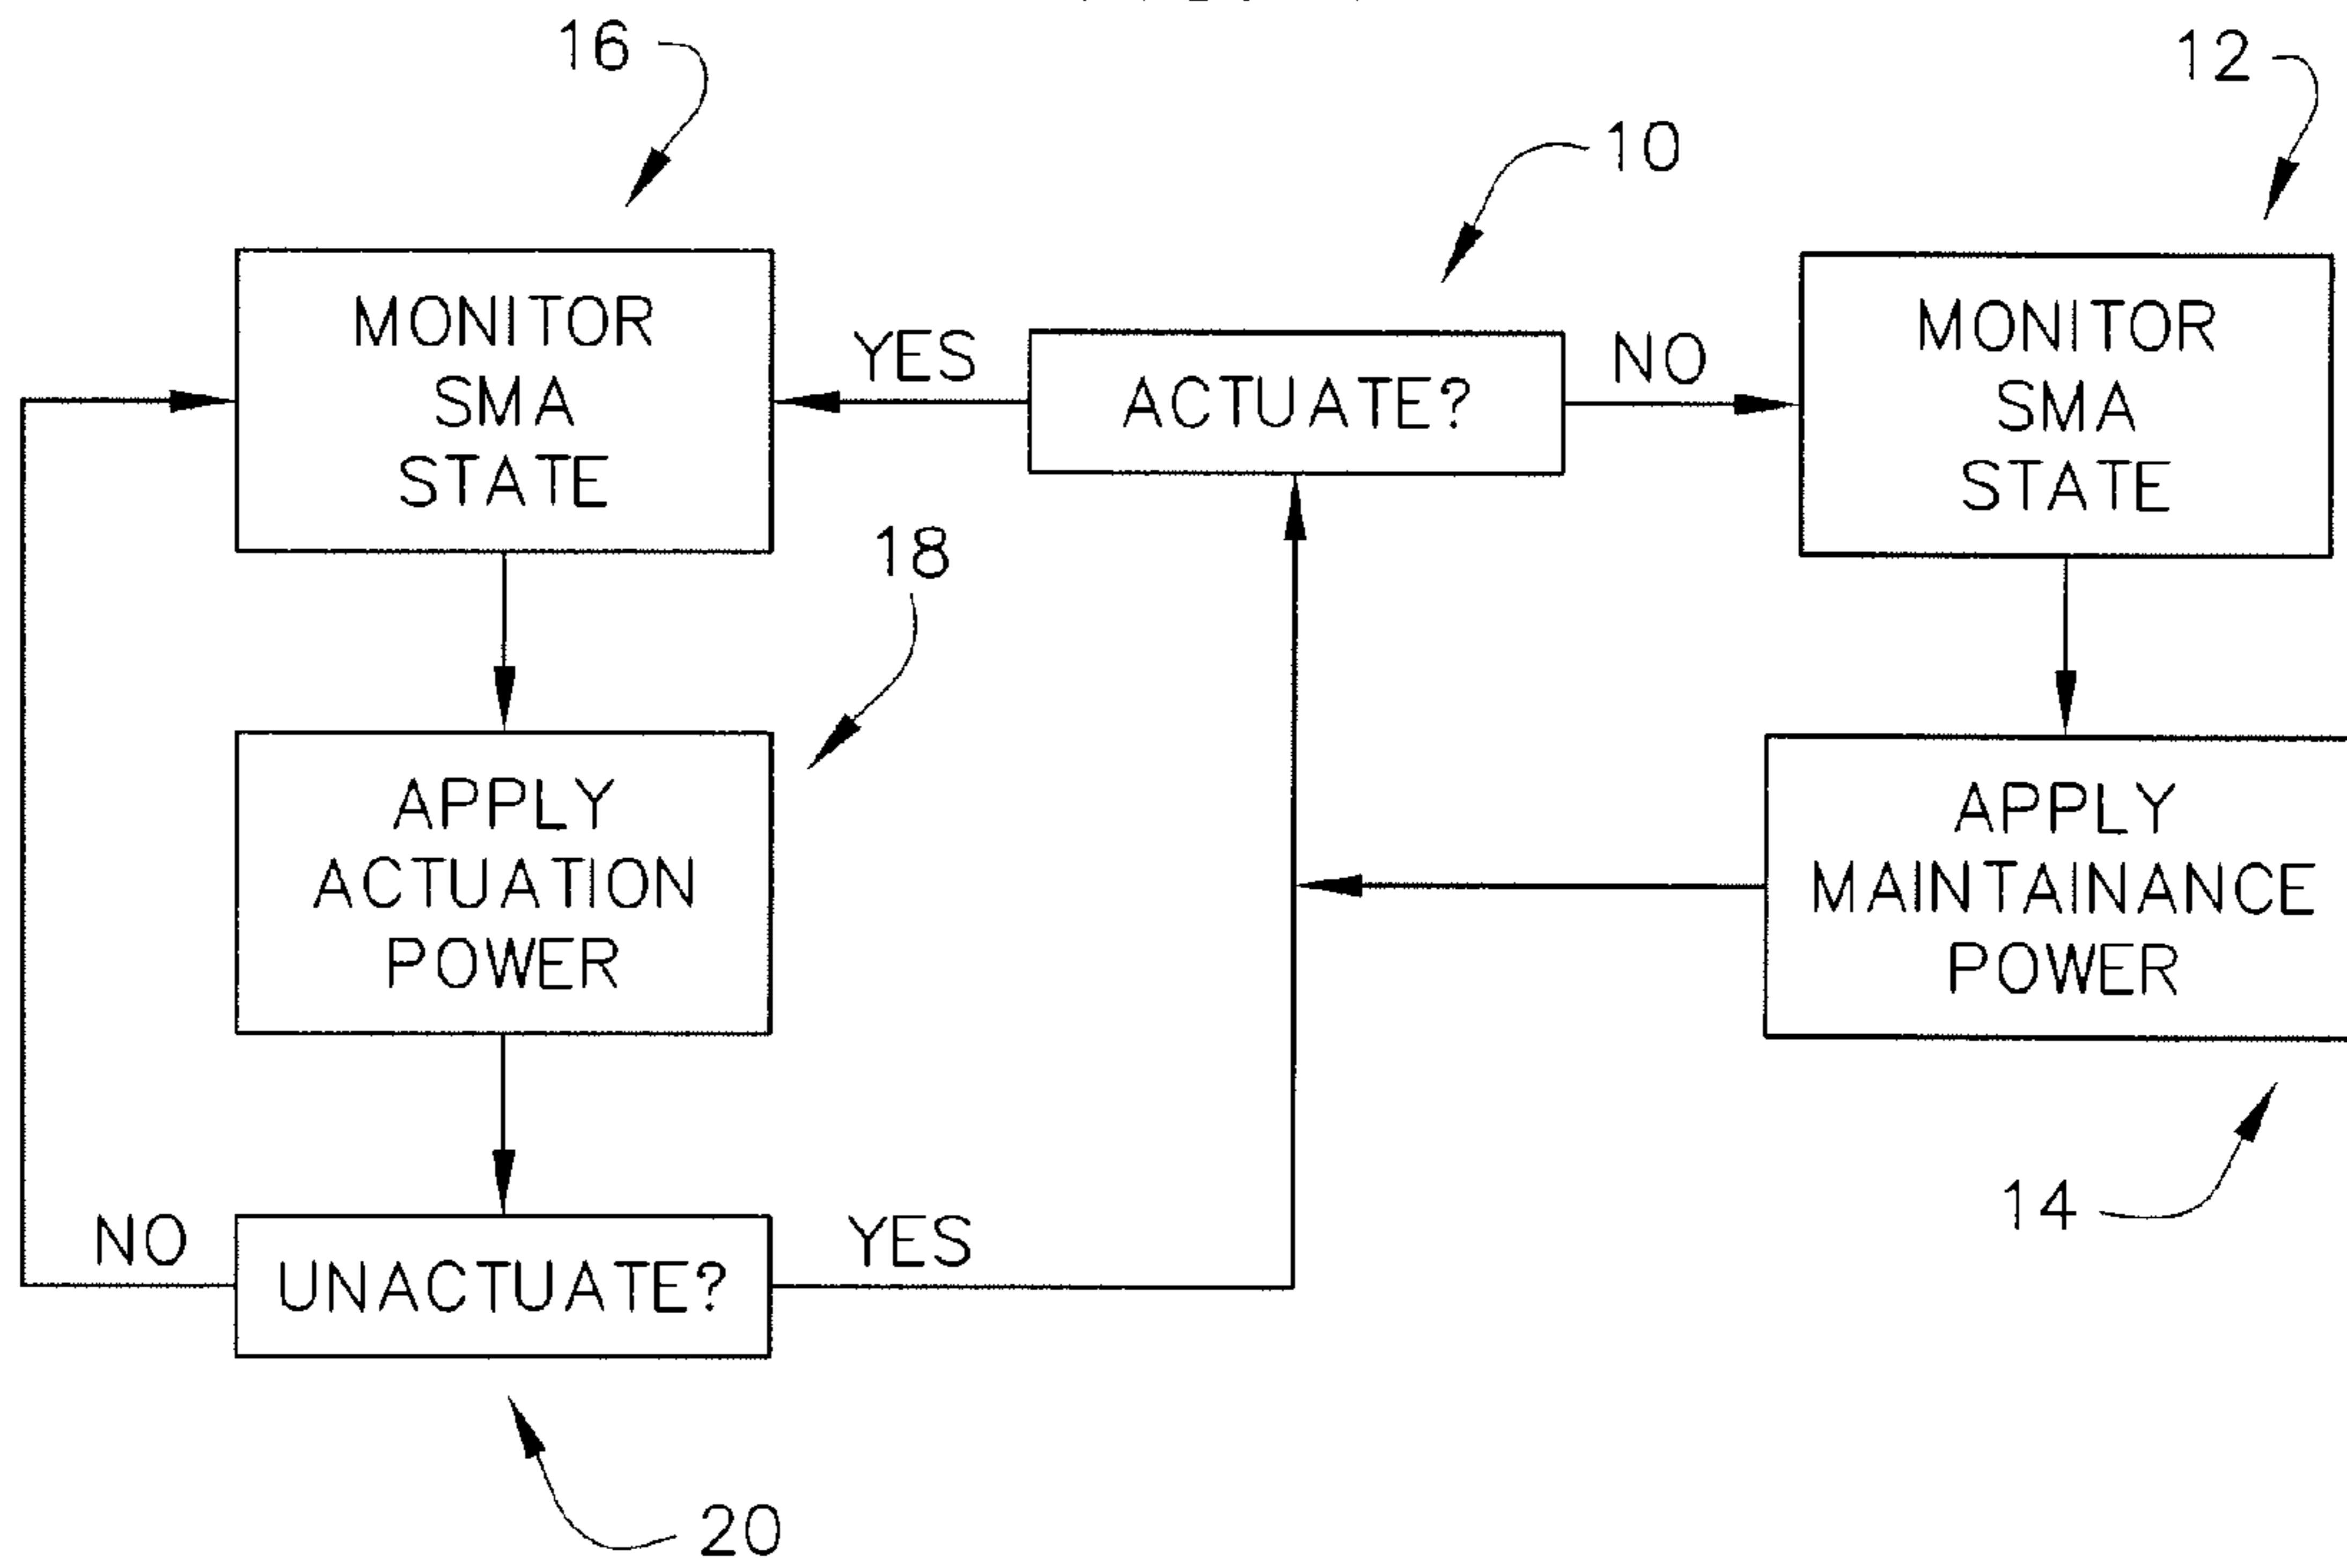 16
12
10
MONITOR
SMA
STATE
YES
ACTUATE?
NO
MONITOR
SMA
STATE
18
APPLY
ACTUATION
POWER
APPLY
MAINTAINANCE
POWER
NO
UNACTUATE?
YES
14
20